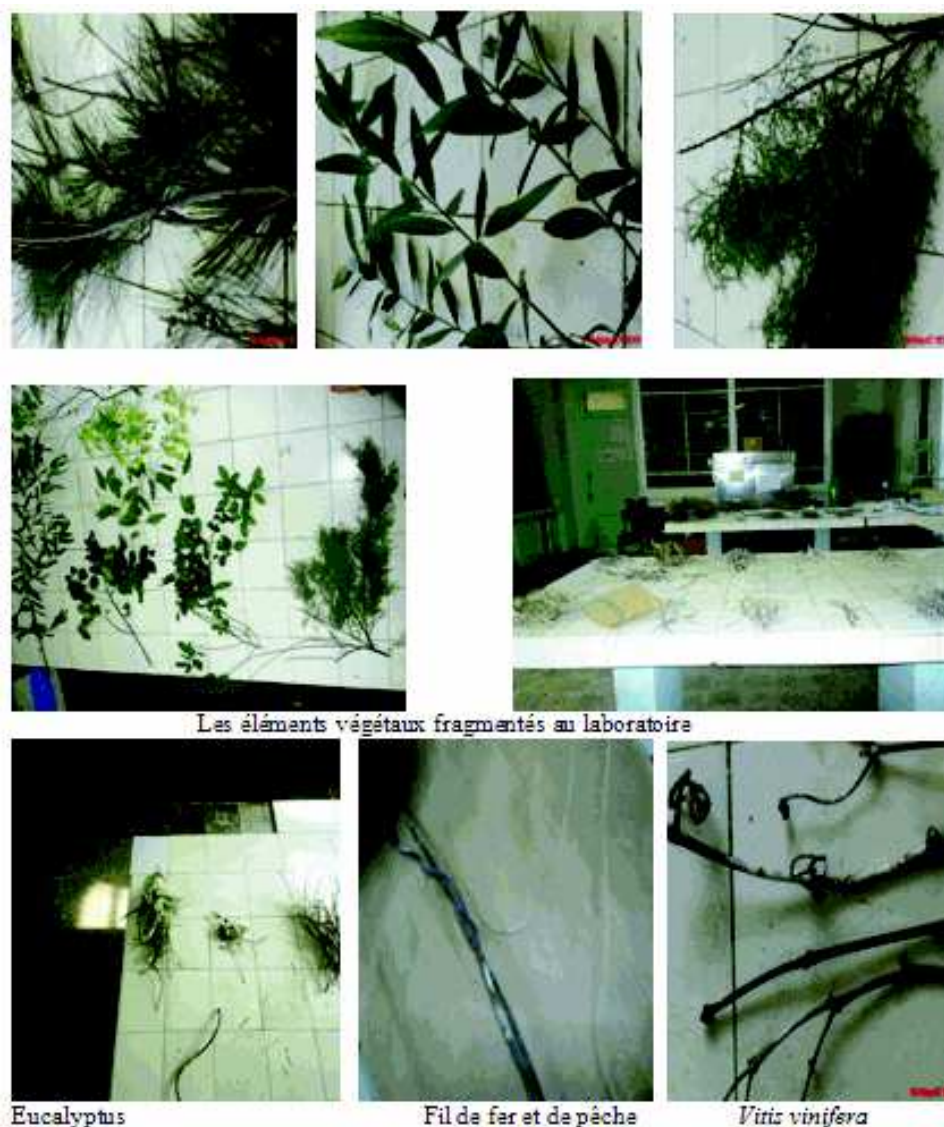 Les éléments végétaux fragmentés au laboratoire
Eucalyptus
Fil de fer et de pêche
Vitis vinifera